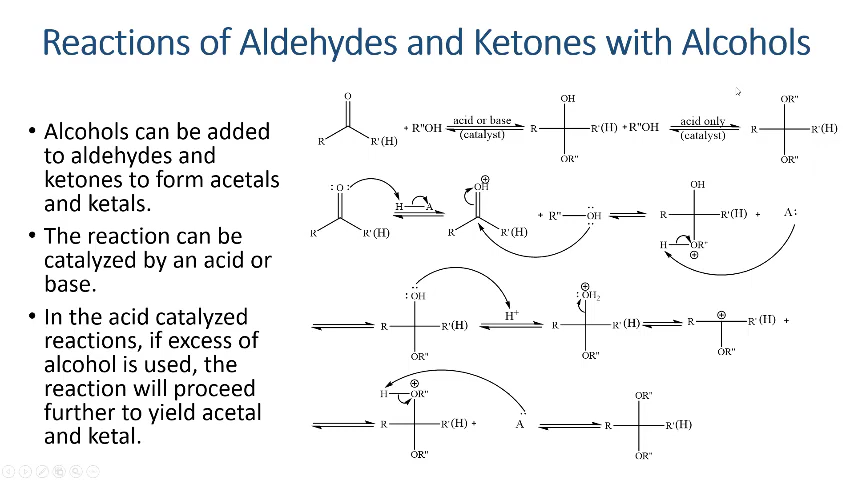 Reactions of Aldehydes and Ketones with Alcohols
• Alcohols can be added
to aldehydes and
ketones to form acetals
and ketals.
• The reaction can be
catalyzed by an acid or
base.
• In the acid catalyzed
reactions, if excess of
alcohol is used, the
reaction will proceed
further to yield acetal
and ketal.
O
R R'(H)
+ R"OH
acid or base
(catalyst)
OH
R R'(H)
OR"
+R"OH
acid only
(catalyst)
OR"
R R'(H)
OR"
:O:
R R'(H)
H A
⊕
OH
R R'(H)
+ R" OH
OH
R R'(H)
H OR"
⊕
+ A:
:OH
R R'(H)
OR"
H+
⊕
:OH2
R R'(H)
OR"
⊕
R R'(H)
OR"
+
⊕
H OR"
R R'(H)
OR"
+ A
OR"
R R'(H)
OR"